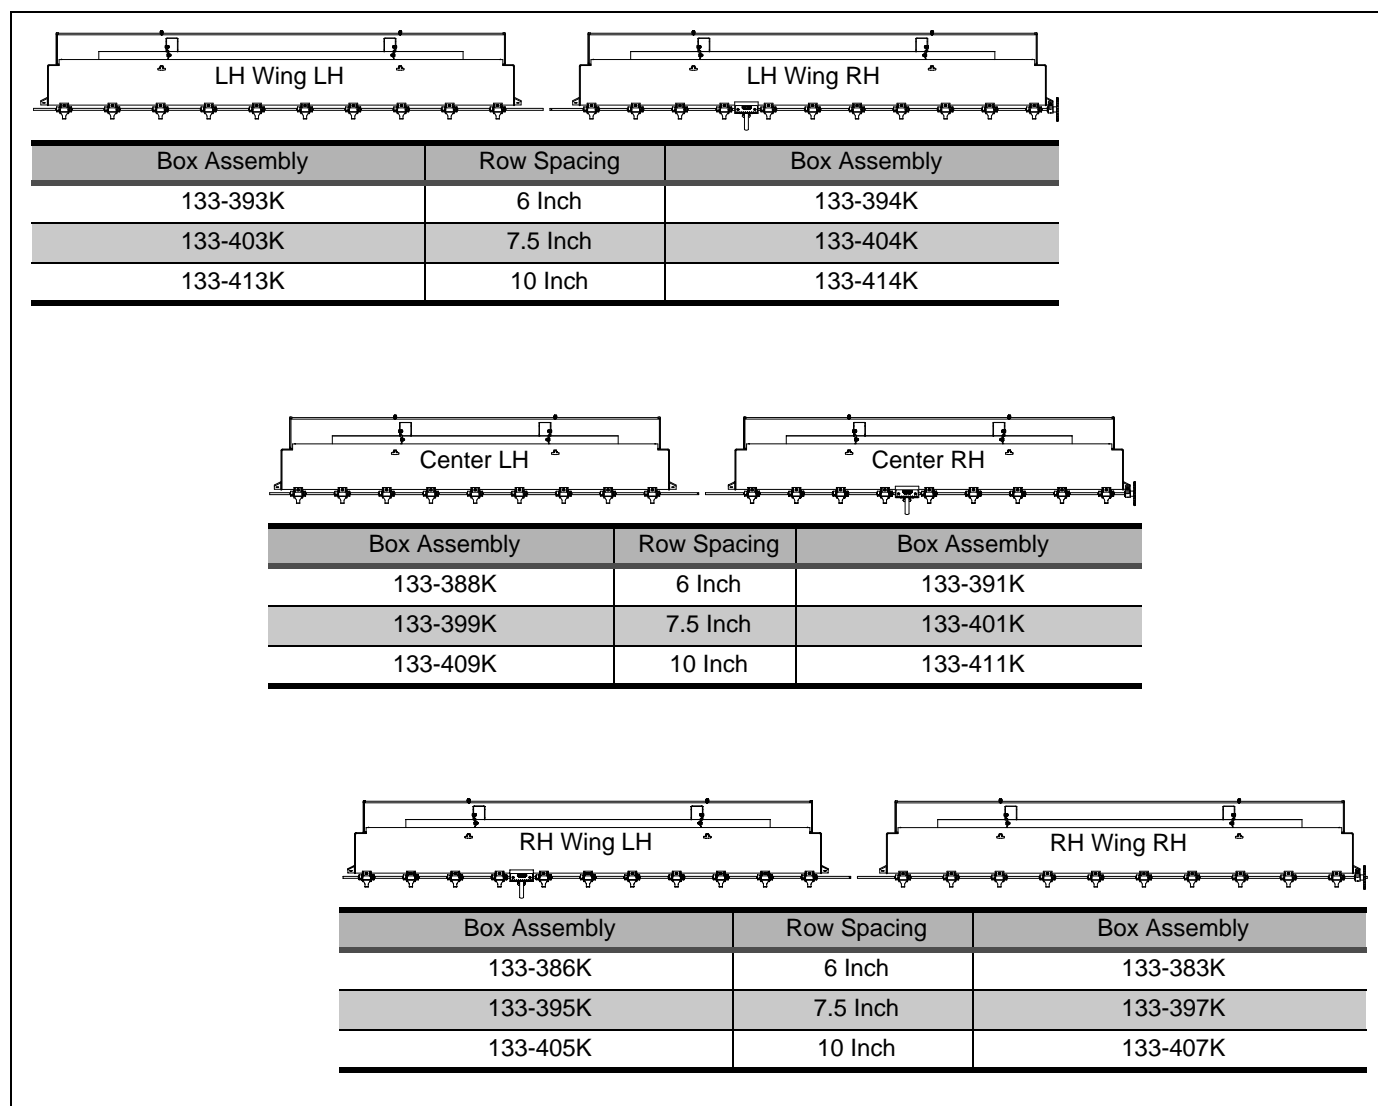 LH Wing LH LH Wing RH
Box Assembly Row Spacing Box Assembly
133-393K 6 Inch 133-394K
133-403K 7.5 Inch 133-404K
133-413K 10 Inch 133-414K
Center LH Center RH
Box Assembly Row Spacing Box Assembly
133-388K 6 Inch 133-391K
133-399K 7.5 Inch 133-401K
133-409K 10 Inch 133-411K
RH Wing LH RH Wing RH
Box Assembly Row Spacing Box Assembly
133-386K 6 Inch 133-383K
133-395K 7.5 Inch 133-397K
133-405K 10 Inch 133-407K